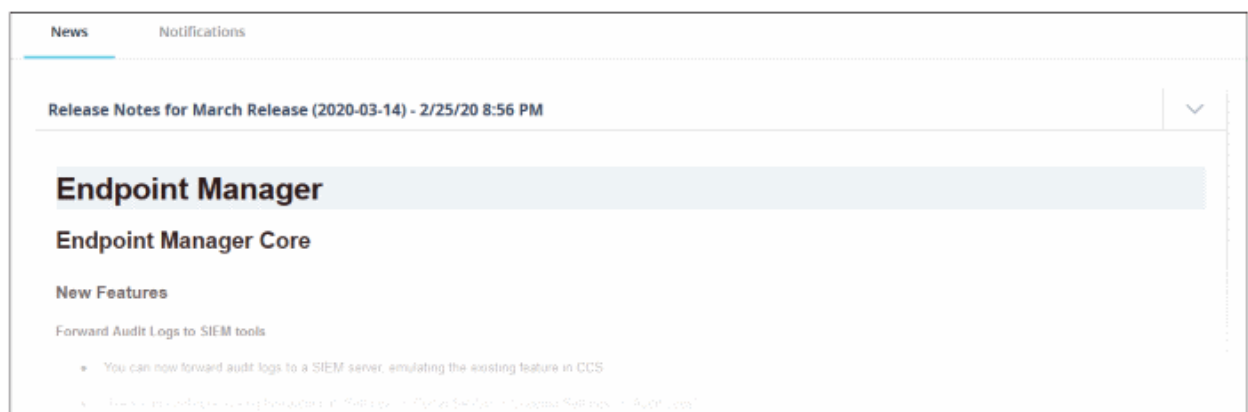 News
Notifications
Release Notes for March Release (2020-03-14) - 2/25/20 8:56 PM
Endpoint Manager
Endpoint Manager Core
New Features
Forward Audit Logs to SIEM tools
• You can now forward audit logs to a SIEM server, emulating the existing feature in CCS